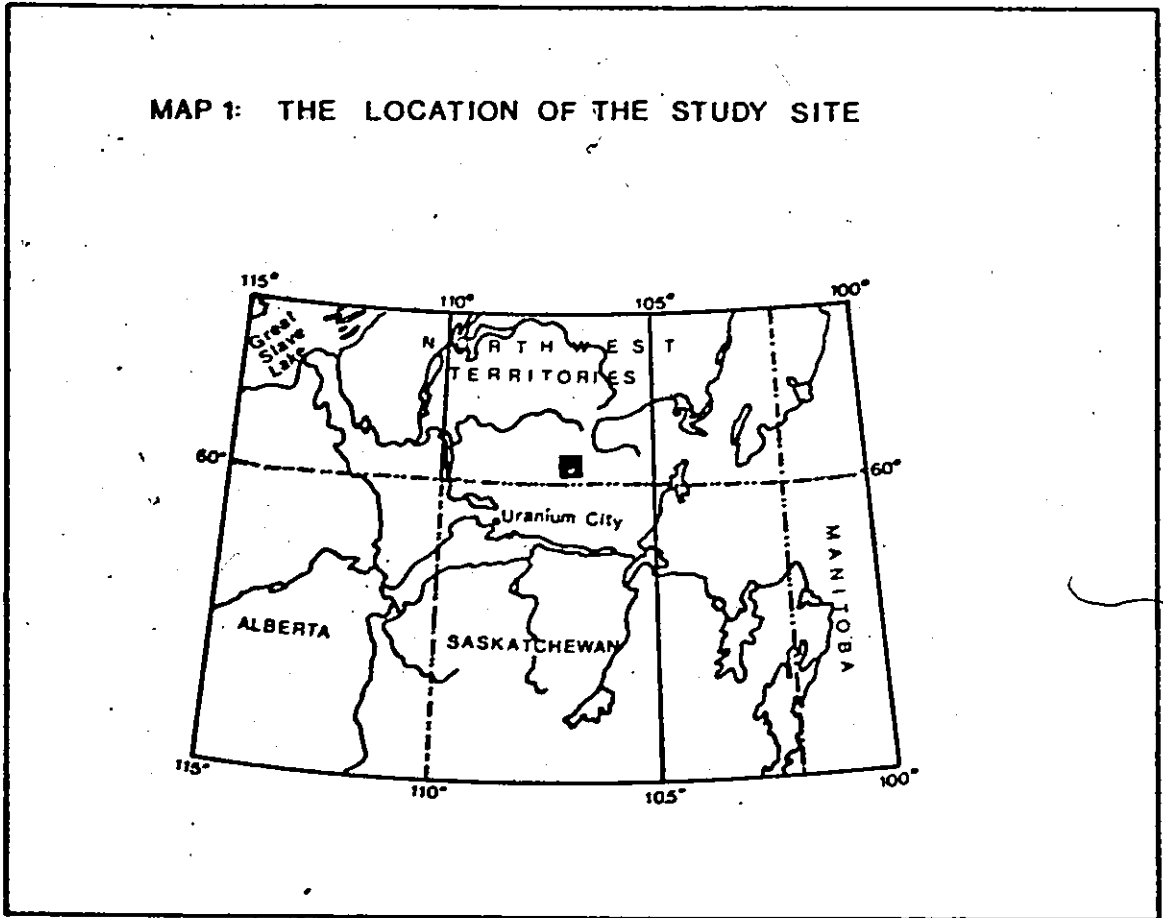 MAP 1: THE LOCATION OF THE STUDY SITE
115° 110° 105° 100°
Great
Slave
Lake
N RTHWEST
TERRITORIES
60° 60°
Uranium City
MANITOBA
ALBERTA
SASKATCHEWAN
115° 110° 105° 100°